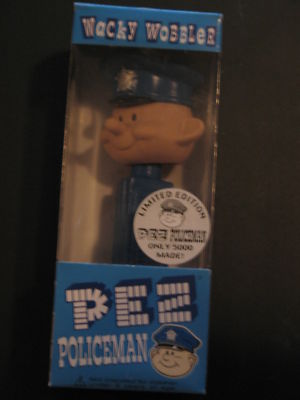 Wacky Wobbler
LIMITED EDITION
PEZ POLICEMAN
ONLY 5000
MADE!
PEZ
POLICEMAN